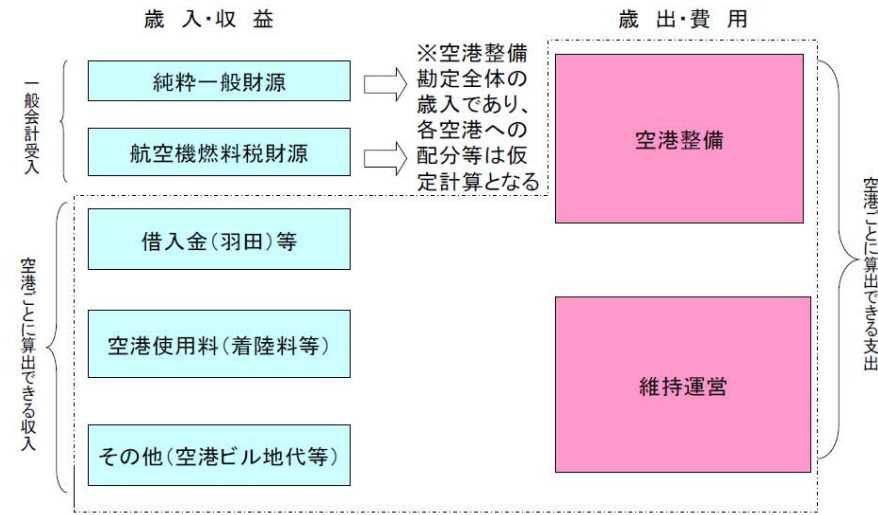 歳 入・収 益
歳 出・費 用
一般会計受入
純粋一般財源
航空機燃料税財源
※空港整備
勘定全体の
歳入であり、
各空港への
配分等は仮
定計算となる
空港整備
空港ごとに算出できる収入
借入金(羽田)等
空港使用料(着陸料等)
その他(空港ビル地代等)
維持運営
空港ごとに算出できる支出